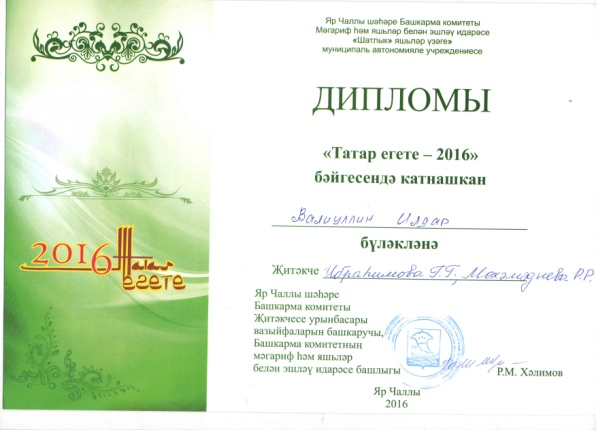 Яр Чаллы шәһәре Башкарма комитеты
Мәгариф һәм яшьләр белән эшләү идарәсе
«Шатлык» яшьләр үзәге»
муниципаль автономияле учреждениесе
ДИПЛОМЫ
«Татар егете – 2016»
бәйгесендә катнашкан
Валиуллин Илдар
бүләкләнә
Җитәкче Ибраһимова Г.Г., Мөхәмәдиева Р.Р.
2016 Татар
егете
Яр Чаллы шәһәре
Башкарма комитеты
Җитәкчесе урынбасары
вазыйфаларын башкаручы,
Башкарма комитетның
мәгариф һәм яшьләр
белән эшләү идарәсе башлыгы
Р.М. Хәлимов
Яр Чаллы
2016